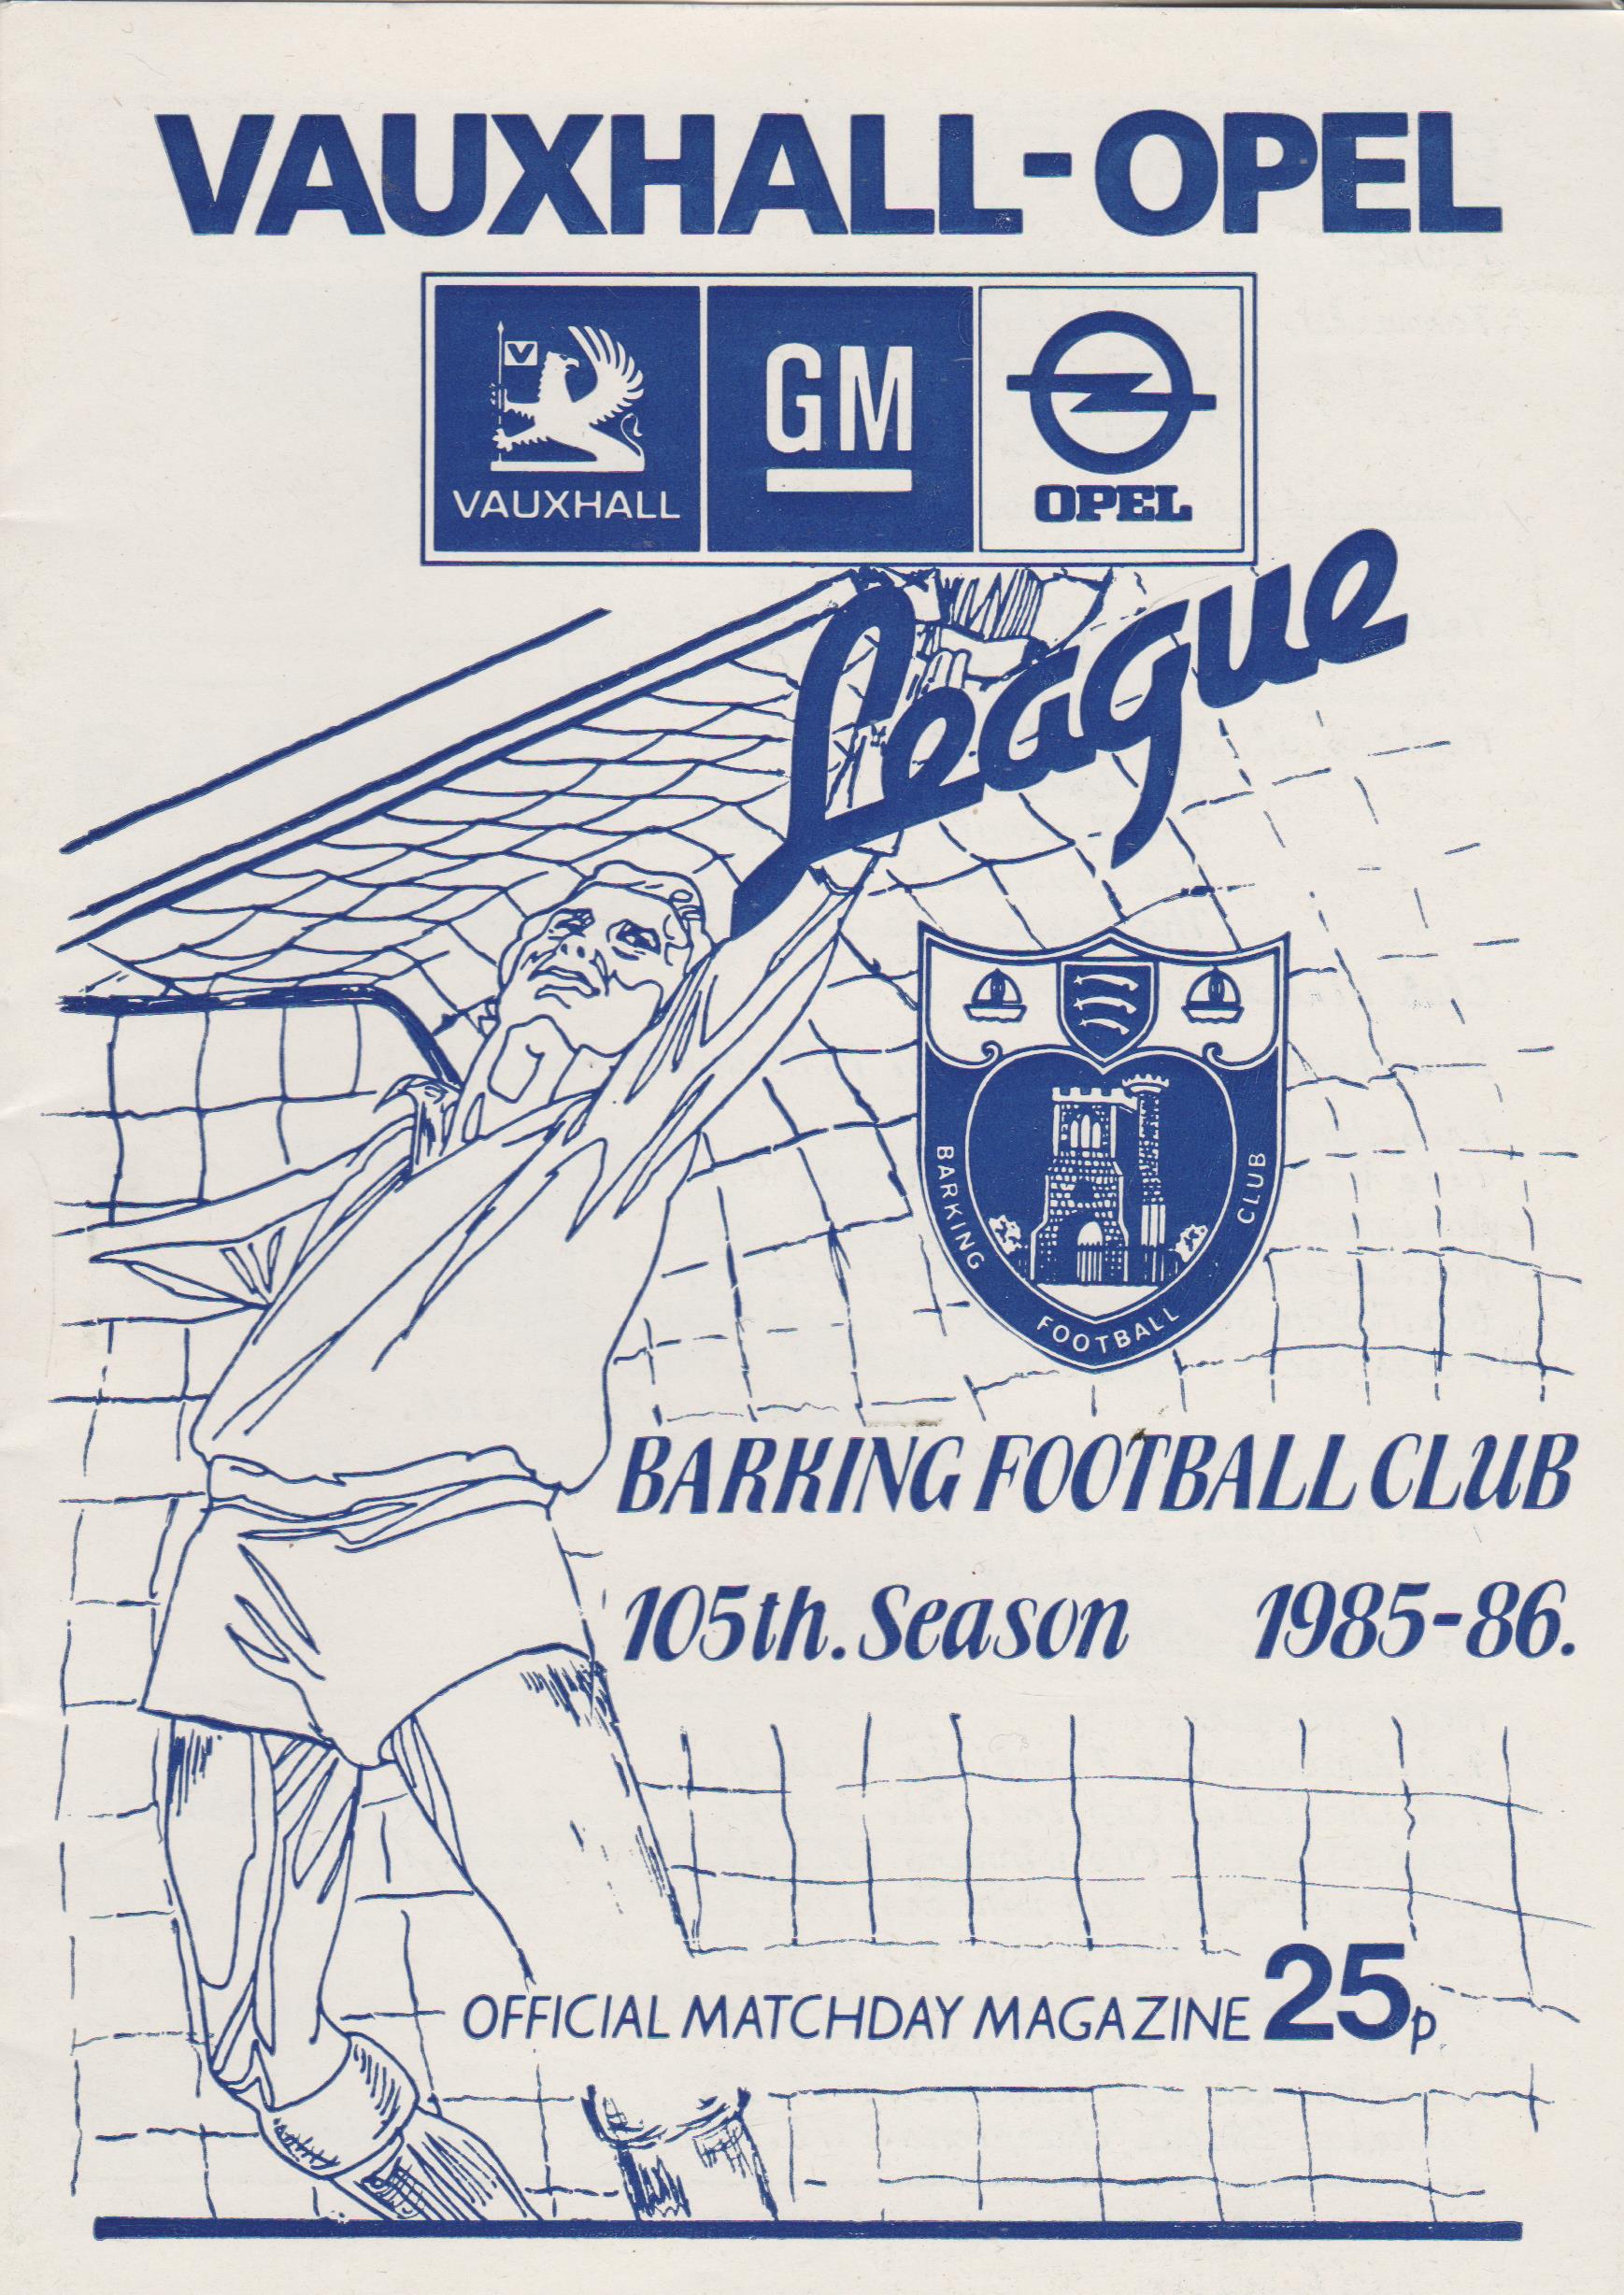 VAUXHALL-OPEL
V
VAUXHALL
GM
OPEL
League
BARKING FOOTBALL CLUB
BARKING FOOTBALL CLUB
105th. Season 1985-86.
OFFICIAL MATCHDAY MAGAZINE 25p